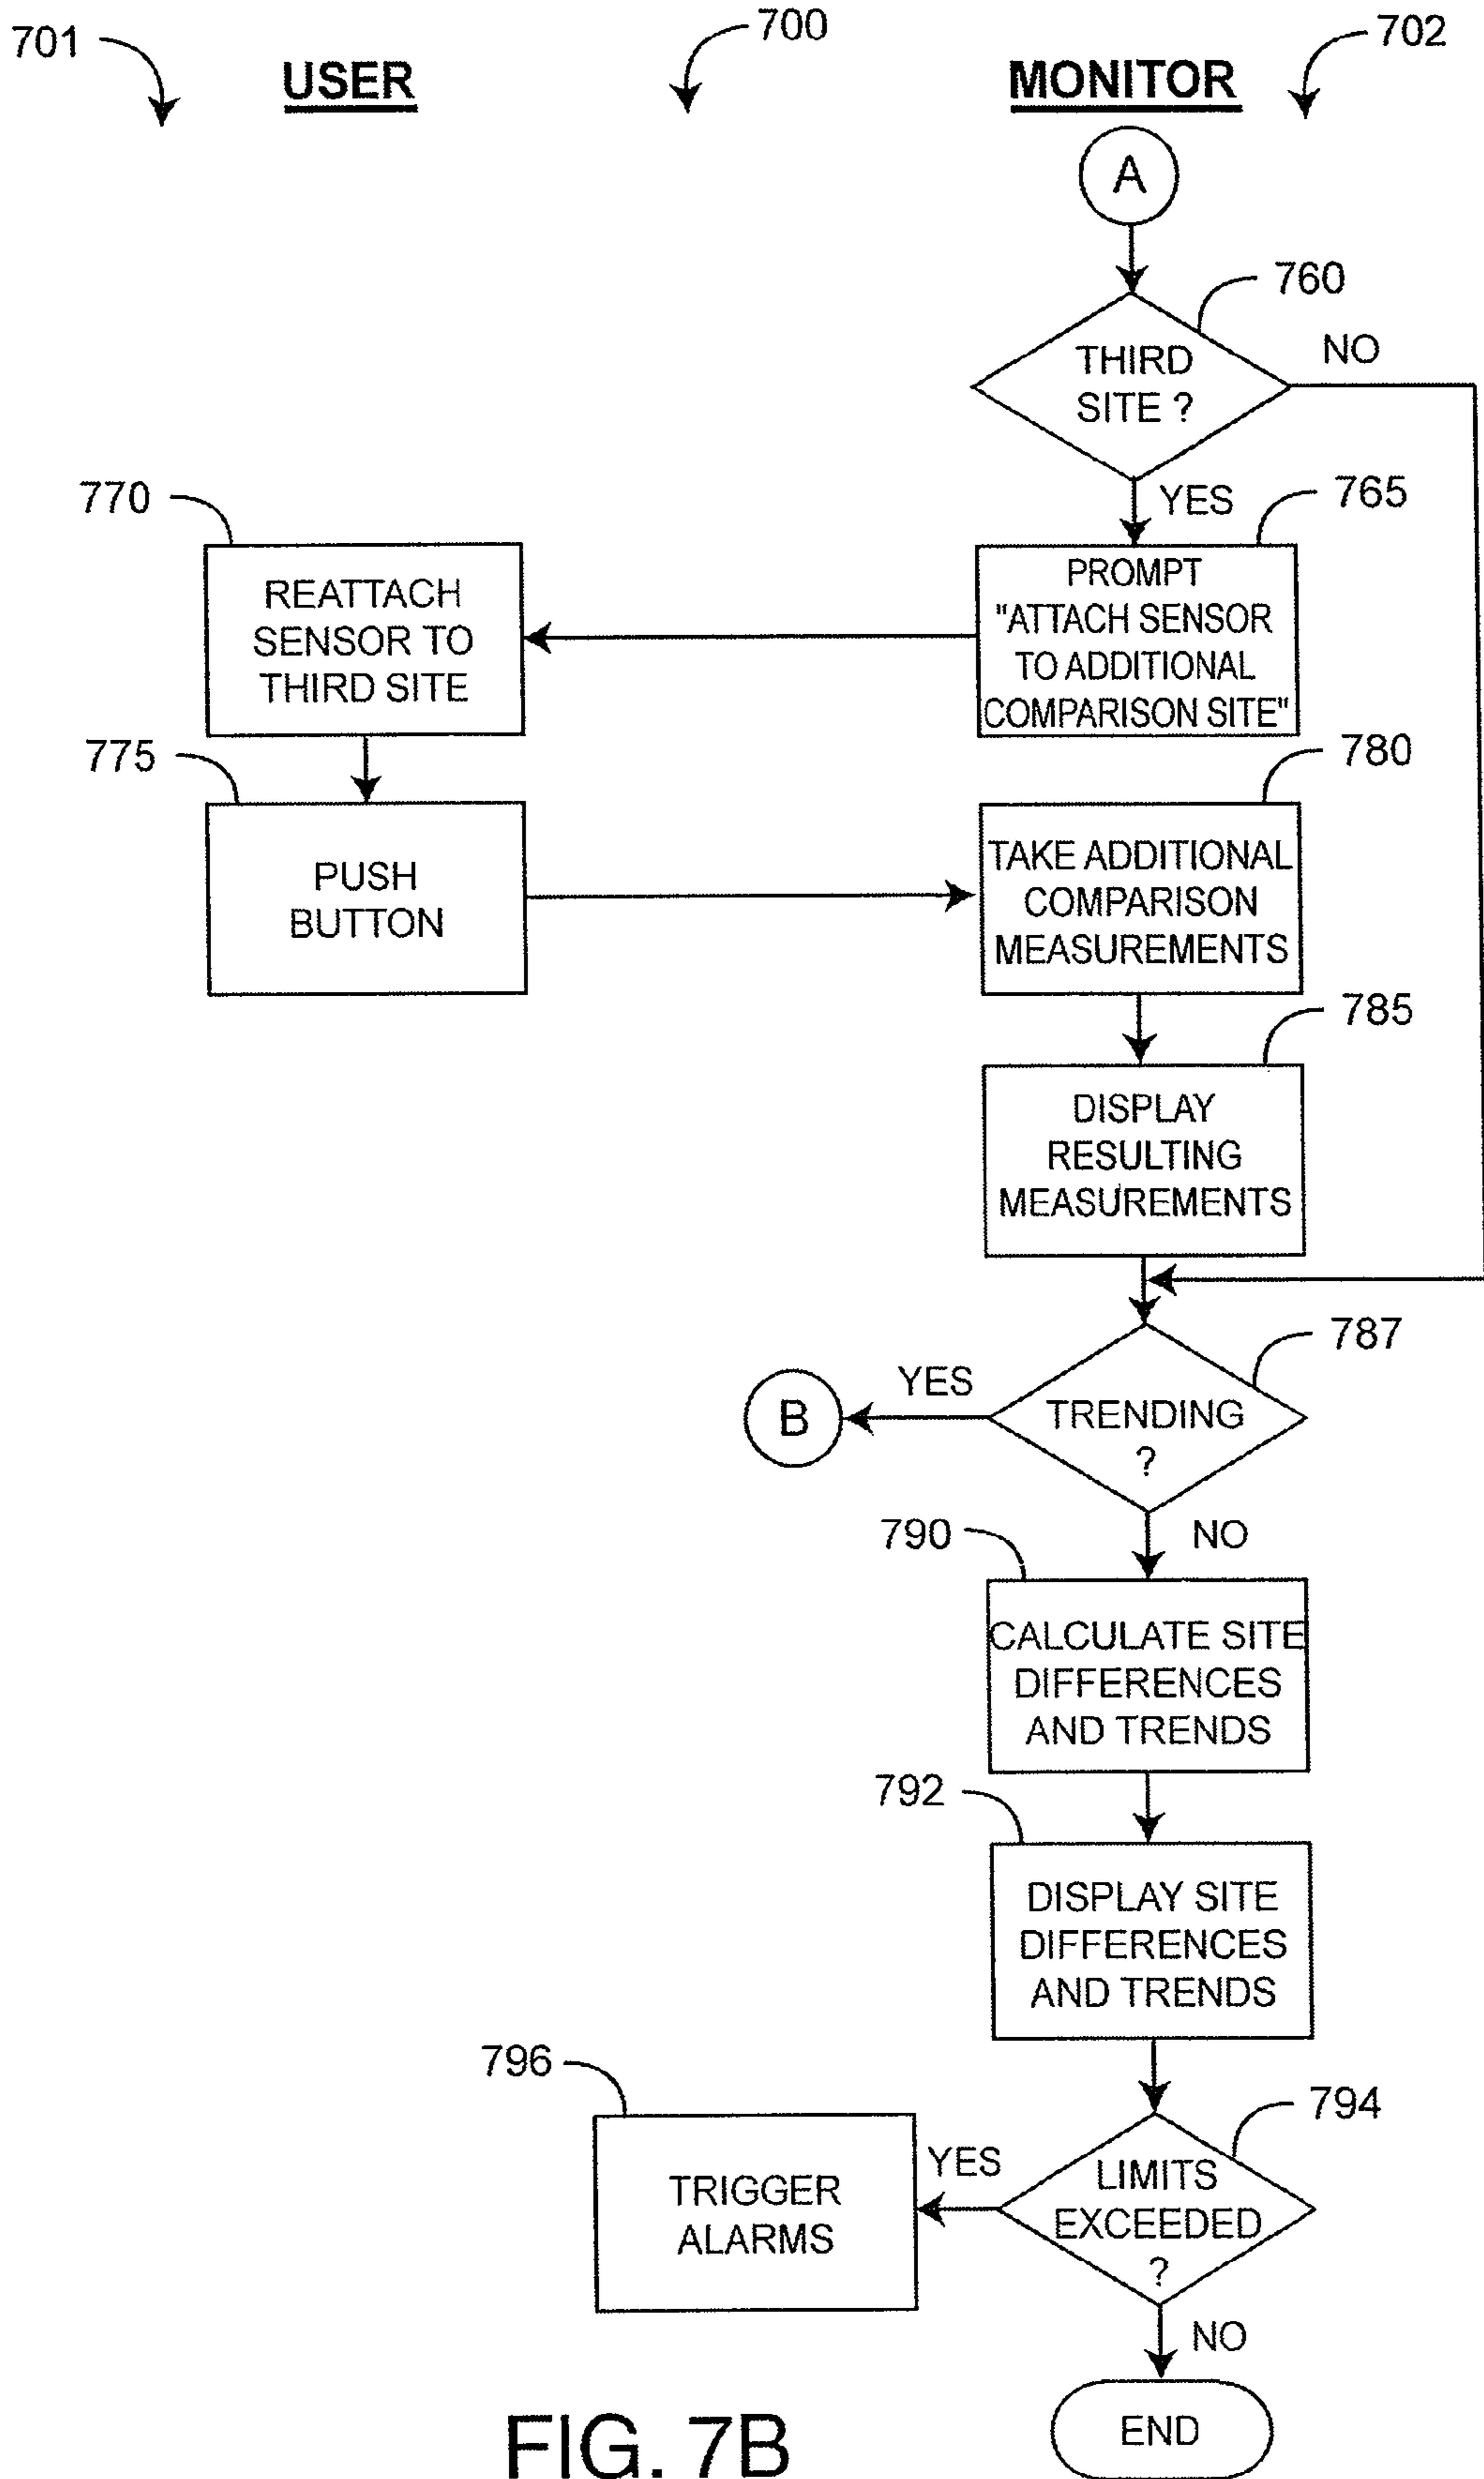 701
USER
700
MONITOR
702
A
760
THIRD
SITE ?
NO
YES
770
765
REATTACH
SENSOR TO
THIRD SITE
PROMPT
"ATTACH SENSOR
TO ADDITIONAL
COMPARISON SITE"
775
780
PUSH
BUTTON
TAKE ADDITIONAL
COMPARISON
MEASUREMENTS
785
DISPLAY
RESULTING
MEASUREMENTS
787
YES
B
TRENDING
?
790
NO
CALCULATE SITE
DIFFERENCES
AND TRENDS
792
DISPLAY SITE
DIFFERENCES
AND TRENDS
796
794
YES
TRIGGER
ALARMS
LIMITS
EXCEEDED
?
NO
END
FIG. 7B